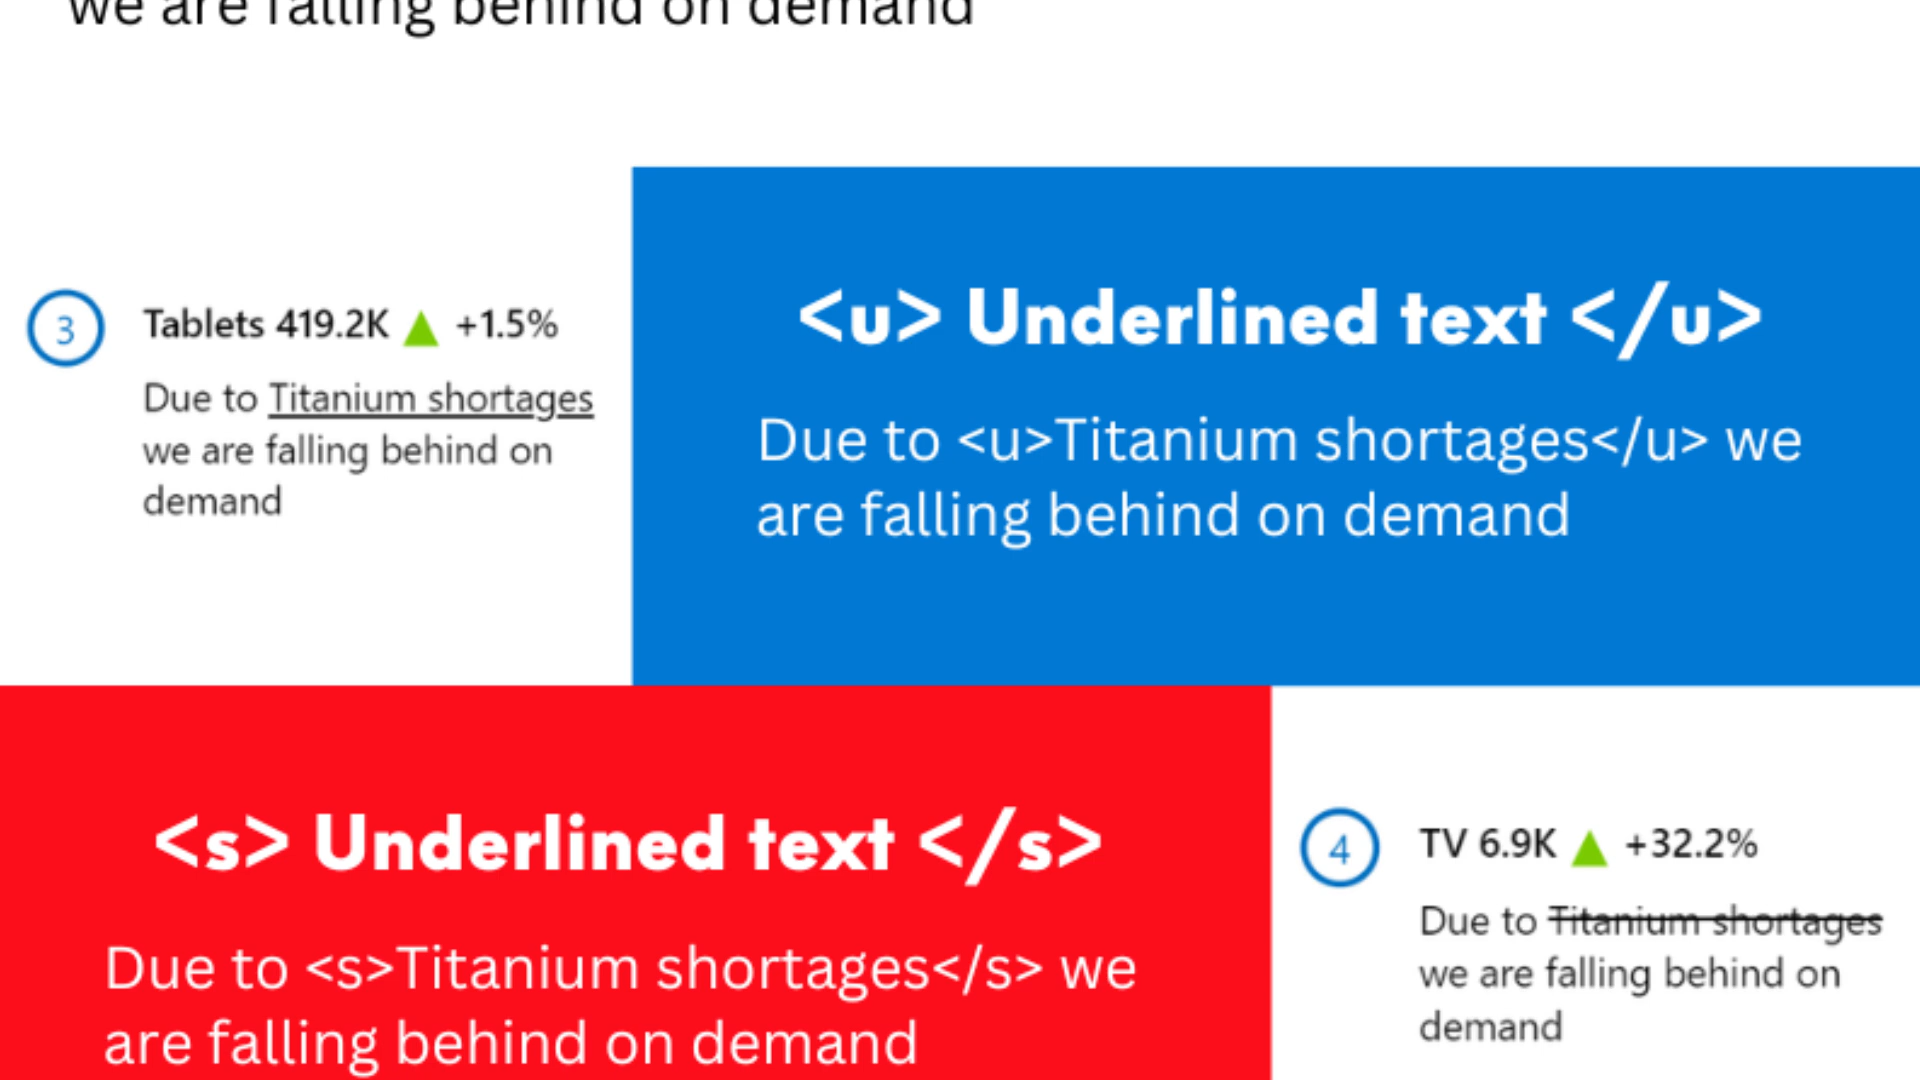 we are falling behind on demand
3
Tablets 419.2K ▲ +1.5%
Due to Titanium shortages
we are falling behind on
demand
<u> Underlined text </u>
Due to <u>Titanium shortages</u> we
are falling behind on demand
<s> Underlined text </s>
Due to <s>Titanium shortages</s> we
are falling behind on demand
4
TV 6.9K ▲ +32.2%
Due to Titanium shortages
we are falling behind on
demand